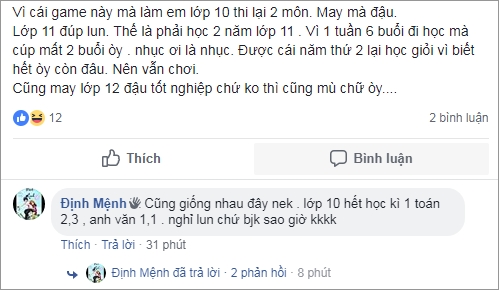 Vì cái game này mà làm em lớp 10 thi lại 2 môn. May mà đậu.
Lớp 11 đúp lun. Thế là phải học 2 năm lớp 11 . Vì 1 tuần 6 buổi đi học mà
cúp mất 2 buổi òy . nhục ơi là nhục. Được cái năm thứ 2 lại học giỏi vì biết
hết òy còn đâu. Nên vẫn chơi.
Cũng may lớp 12 đậu tốt nghiệp chứ ko thì cũng mù chữ òy....
12
2 bình luận
Thích
Bình luận
Định Mệnh👋 Cũng giống nhau đây nek . lớp 10 hết học kì 1 toán
2,3 , anh văn 1,1 . nghỉ lun chứ bjk sao giờ kkkk
Thích · Trả lời · 31 phút
Định Mệnh đã trả lời · 2 phản hồi · 8 phút